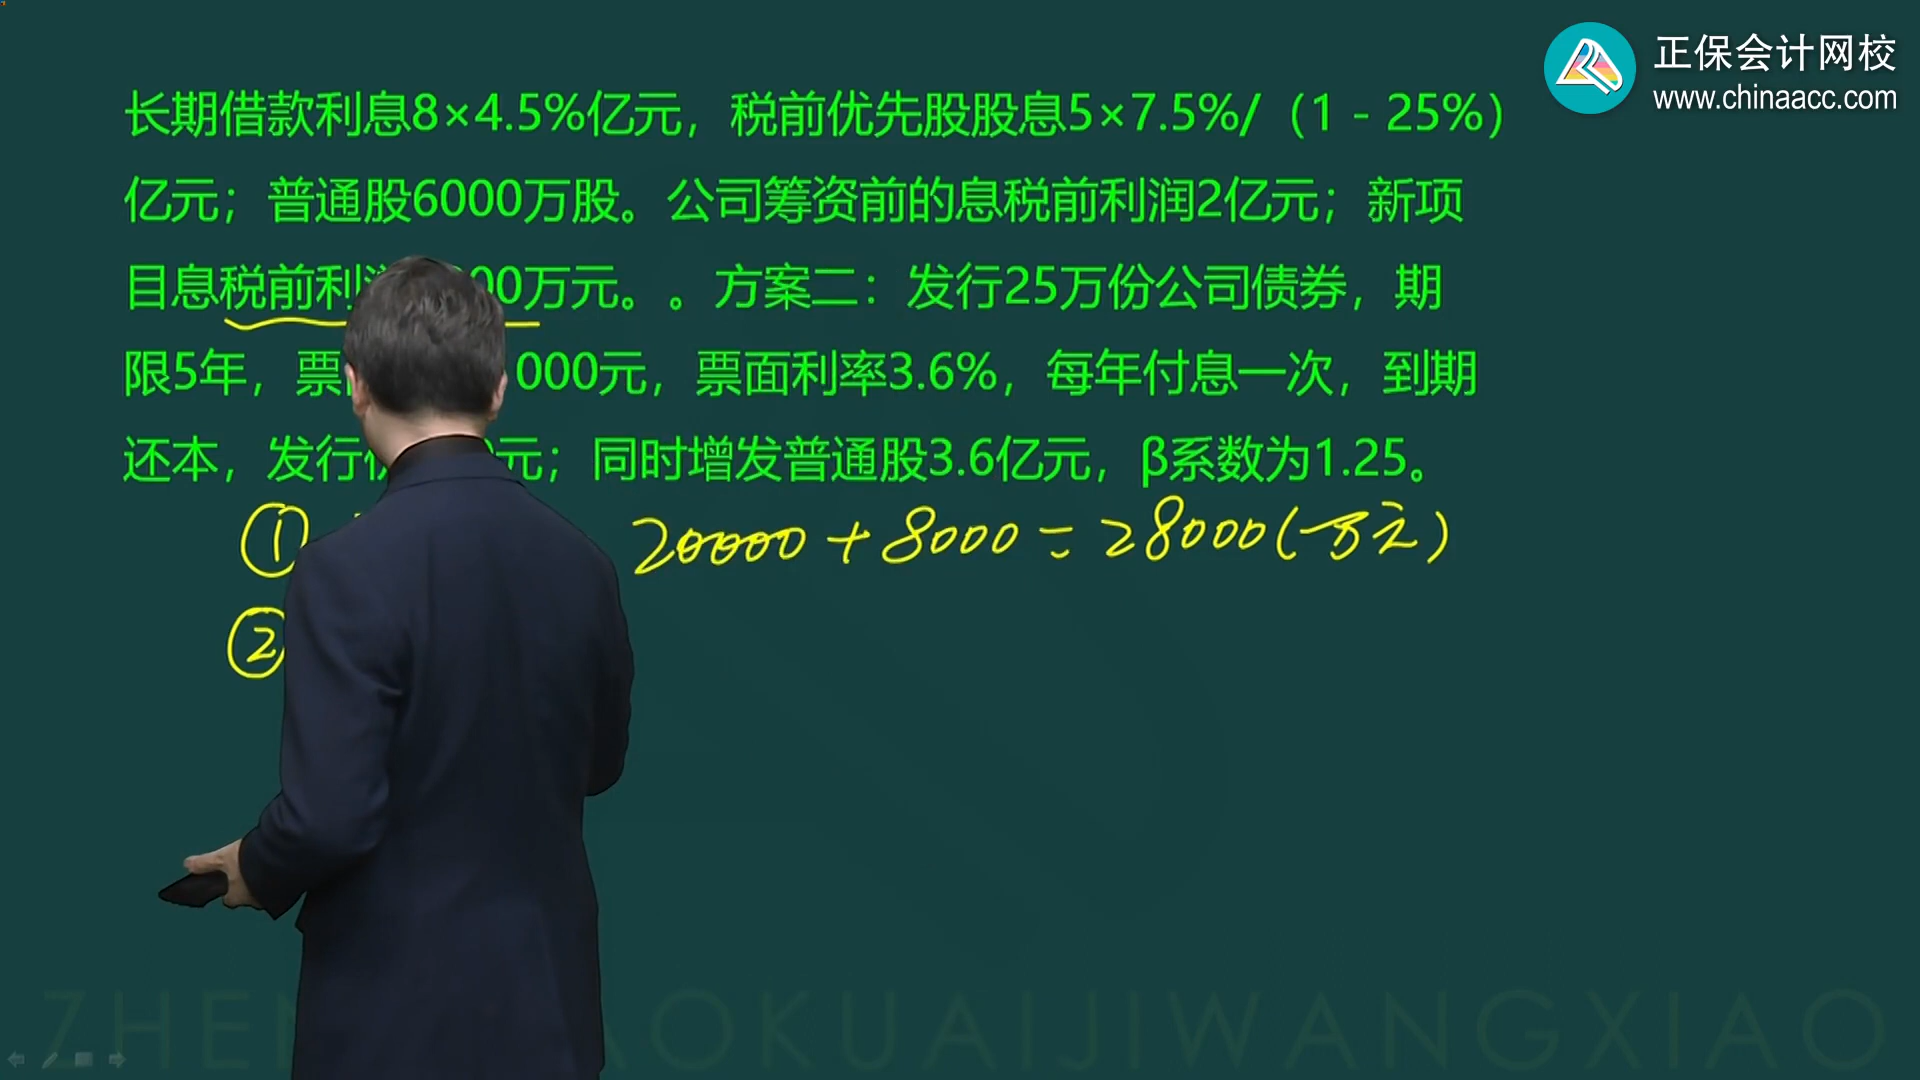 正保会计网校
www.chinaacc.com
长期借款利息8×4.5%亿元，税前优先股股息5×7.5%/（1－25%）
亿元；普通股6000万股。公司筹资前的息税前利润2亿元；新项
目息税前利 00万元。。方案二：发行25万份公司债券，期
限5年，票 000元，票面利率3.6%，每年付息一次，到期
还本，发行 元；同时增发普通股3.6亿元，β系数为1.25。
① 20000+8000=28000(万元)
②
ZHEN AOKUAIJIWANGXIAO